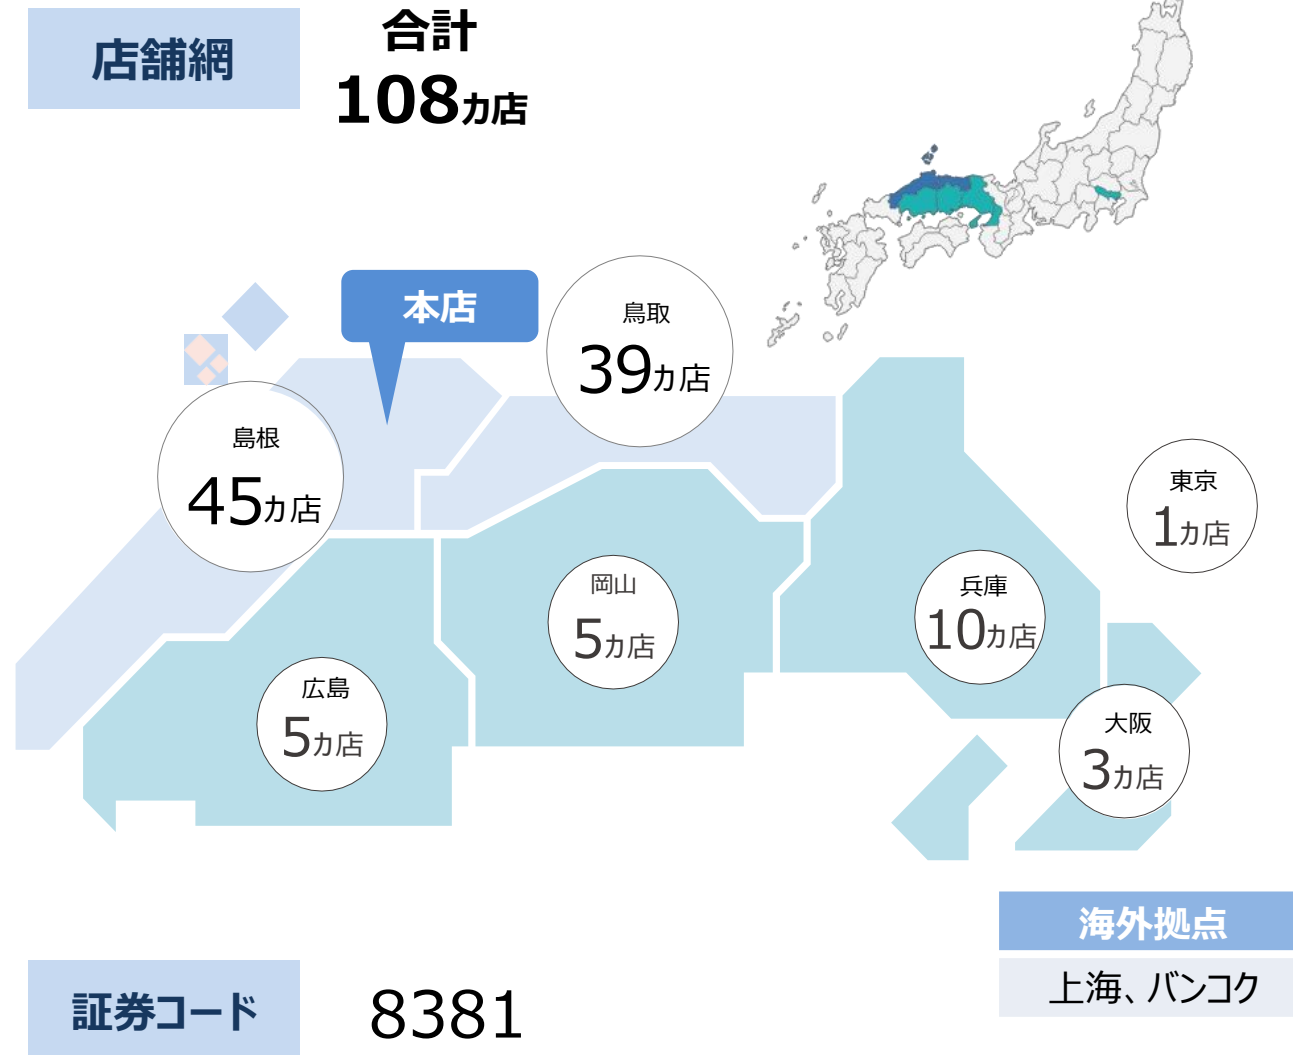 店舗網
合計
108カ店
本店
鳥取
39カ店
島根
45カ店
東京
1カ店
岡山
5カ店
兵庫
10カ店
広島
5カ店
大阪
3カ店
海外拠点
上海、バンコク
証券コード
8381